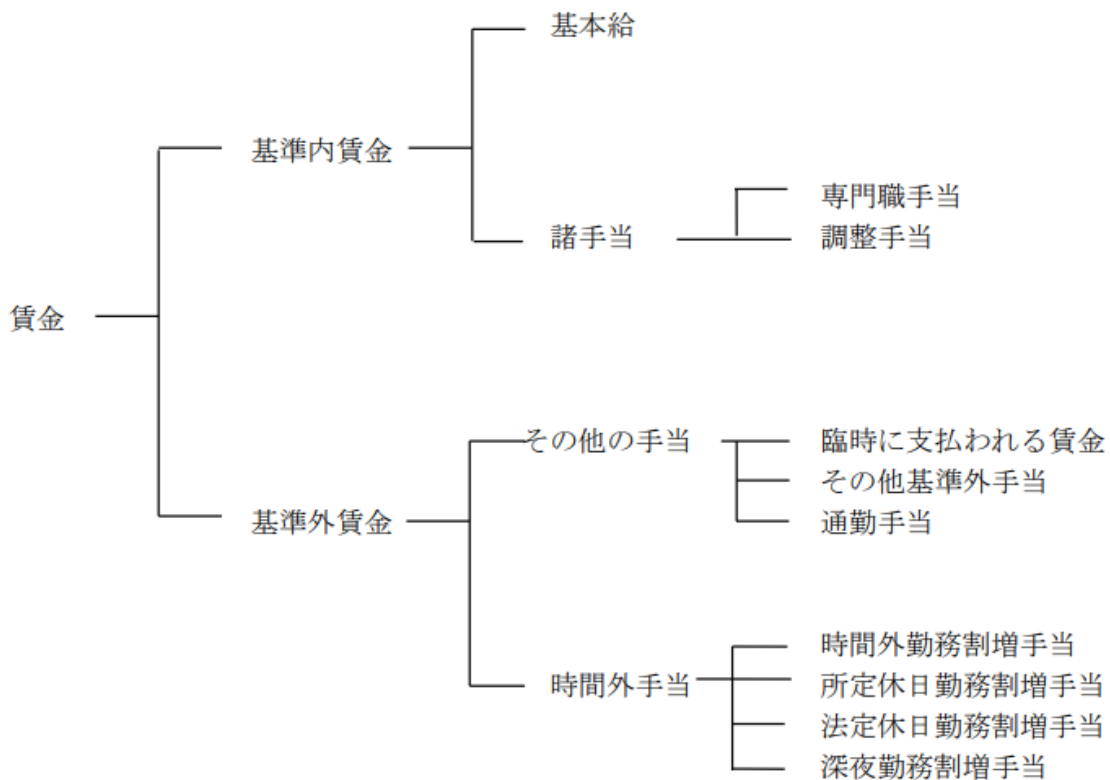 基本給
基準内賃金
専門職手当
諸手当
調整手当
賃金
その他の手当
臨時に支払われる賃金
その他基準外手当
基準外賃金
通勤手当
時間外勤務割増手当
時間外手当
所定休日勤務割増手当
法定休日勤務割増手当
深夜勤務割増手当